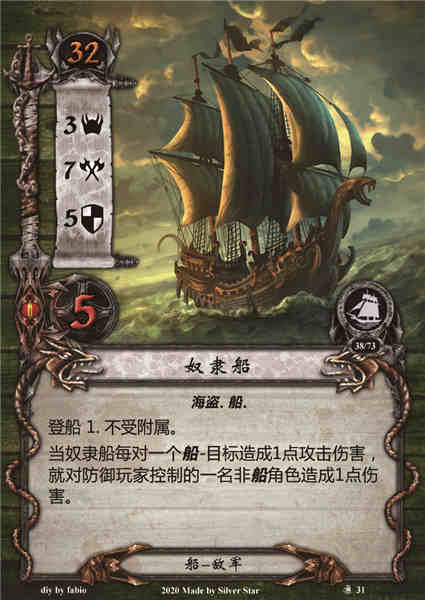 32
3
7
5
5
38/73
奴隶船
海盗. 船.
登船 1. 不受附属。
当奴隶船每对一个船-目标造成1点攻击伤害，
就对防御玩家控制的一名非船角色造成1点伤
害。
船–敌军
diy by fabio
2020 Made by Silver Star
31